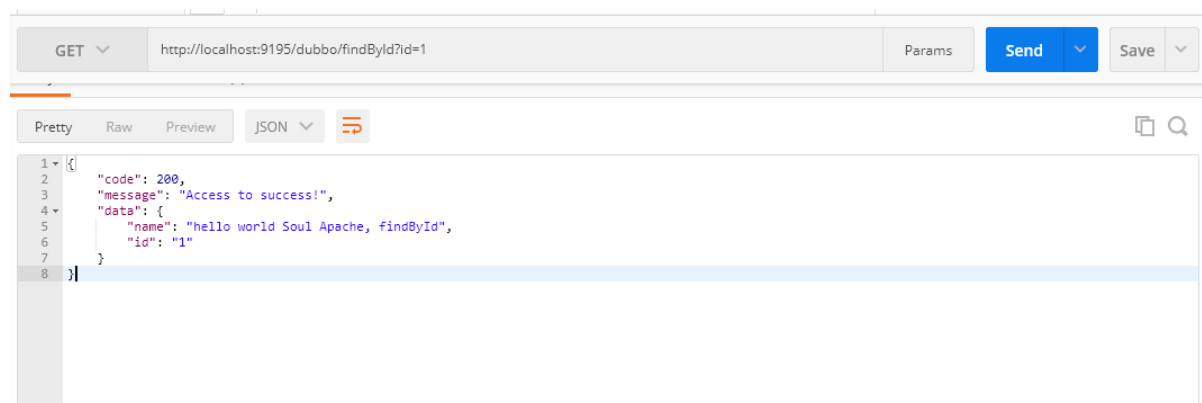 GET http://localhost:9195/dubbo/findById?id=1 Params Send Save
Pretty Raw Preview JSON
1 {
2 "code": 200,
3 "message": "Access to success!",
4 "data": {
5 "name": "hello world Soul Apache, findById",
6 "id": "1"
7 }
8 }